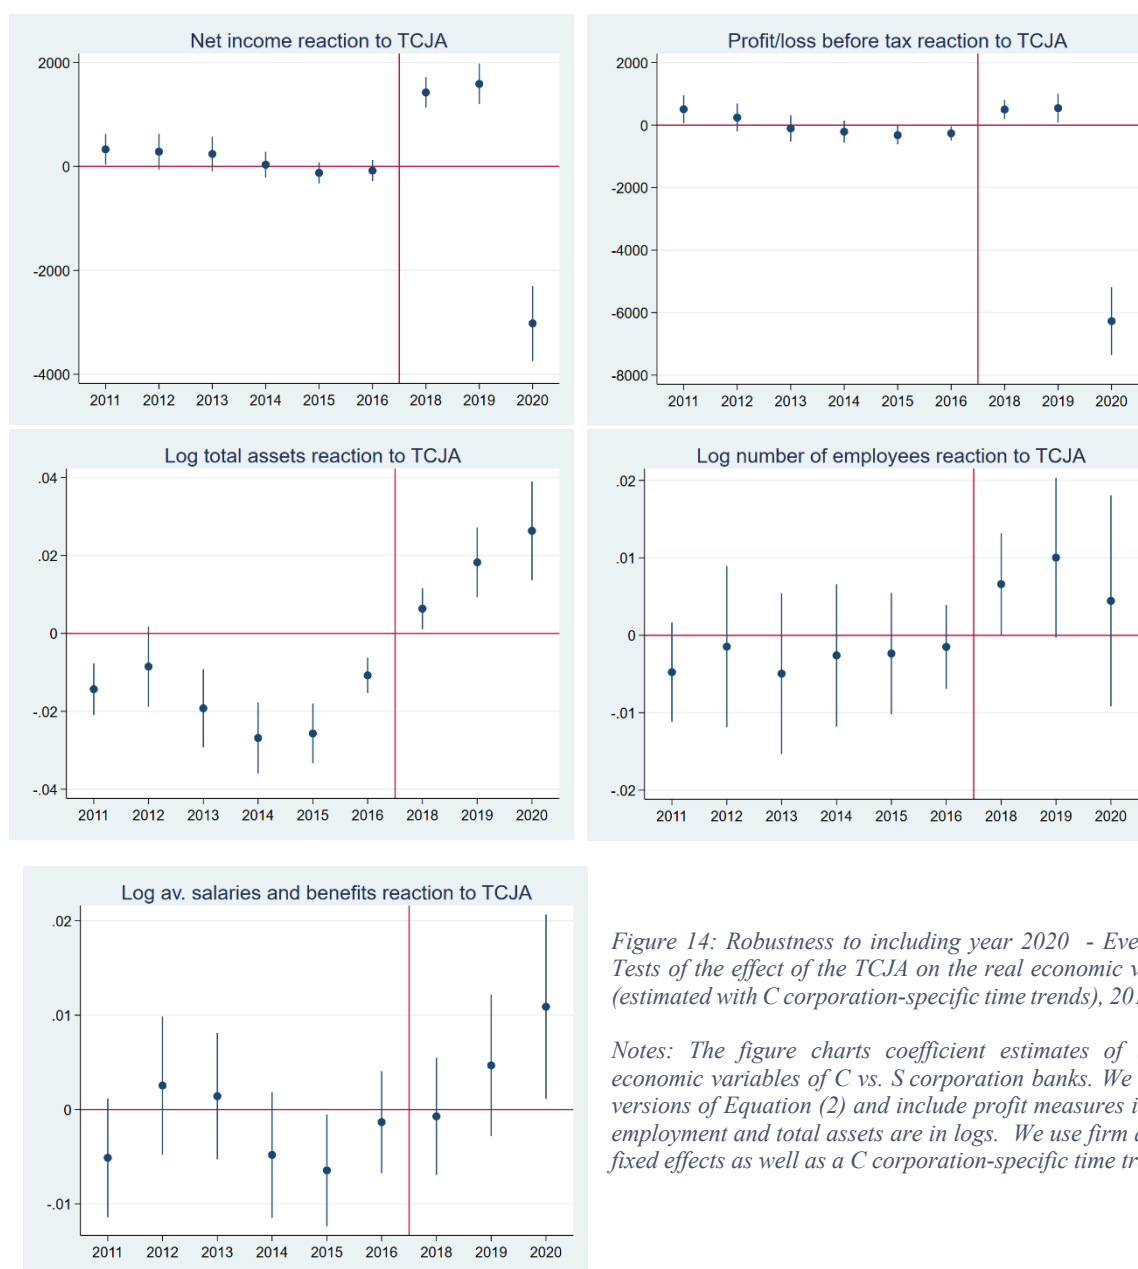 Net income reaction to TCJA
2000
0
-2000
-4000
2011 2012 2013 2014 2015 2016 2018 2019 2020
Profit/loss before tax reaction to TCJA
2000
0
-2000
-4000
-6000
-8000
2011 2012 2013 2014 2015 2016 2018 2019 2020
Log total assets reaction to TCJA
.04
.02
0
-.02
-.04
2011 2012 2013 2014 2015 2016 2018 2019 2020
Log number of employees reaction to TCJA
.02
.01
0
-.01
-.02
2011 2012 2013 2014 2015 2016 2018 2019 2020
Log av. salaries and benefits reaction to TCJA
.02
.01
0
-.01
2011 2012 2013 2014 2015 2016 2018 2019 2020
Figure 14: Robustness to including year 2020 - Eve
Tests of the effect of the TCJA on the real economic v
(estimated with C corporation-specific time trends), 201
Notes: The figure charts coefficient estimates of
economic variables of C vs. S corporation banks. We
versions of Equation (2) and include profit measures i
employment and total assets are in logs. We use firm
fixed effects as well as a C corporation-specific time tr